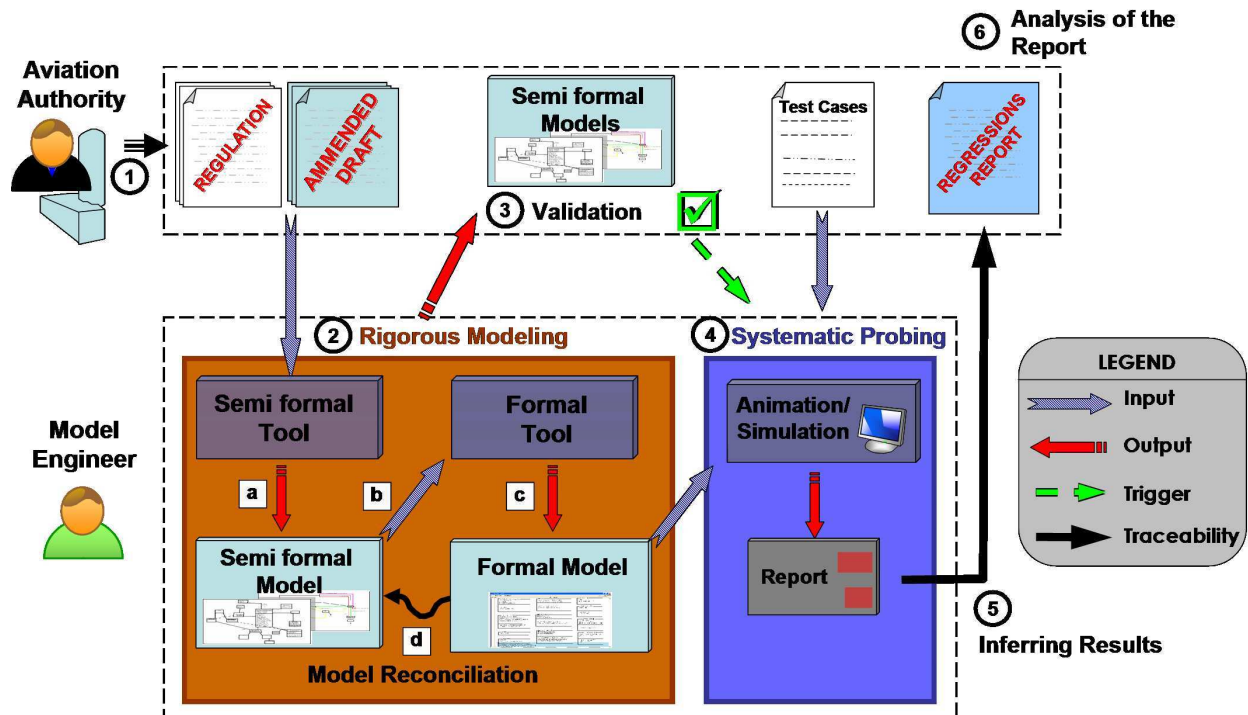 6
Analysis of the
Report
Aviation
Authority
1
REGULATION
AMMENDED
DRAFT
Semi formal
Models
3
Validation
Test Cases
REGRESSIONS
REPORT
2
Rigorous Modeling
4
Systematic Probing
Semi formal
Tool
Formal
Tool
Animation/
Simulation
Model
Engineer
a
b
c
Semi formal
Model
Formal Model
d
Model Reconciliation
Report
5
Inferring Results
LEGEND
Input
Output
Trigger
Traceability